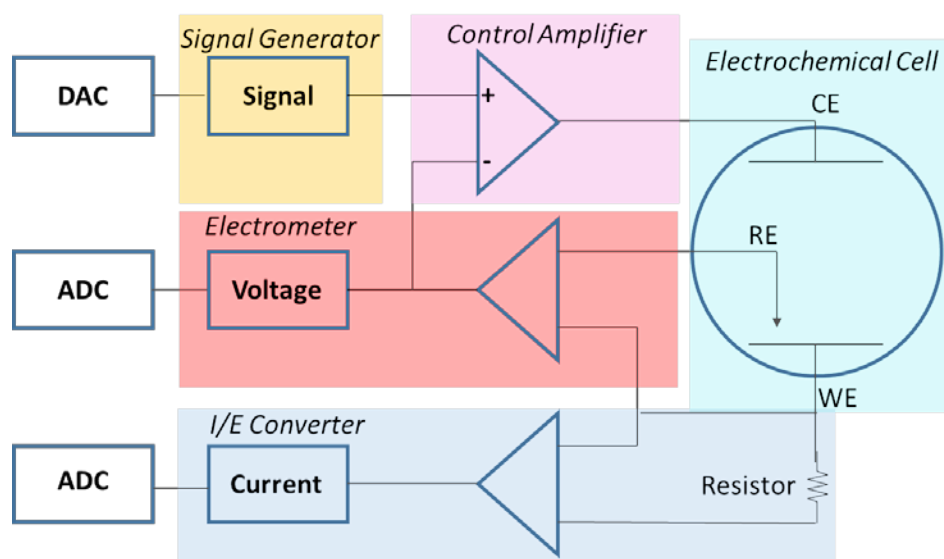 Signal Generator
Control Amplifier
Electrochemical Cell
DAC
Signal
+
-
CE
Electrometer
RE
ADC
Voltage
WE
I/E Converter
ADC
Current
Resistor